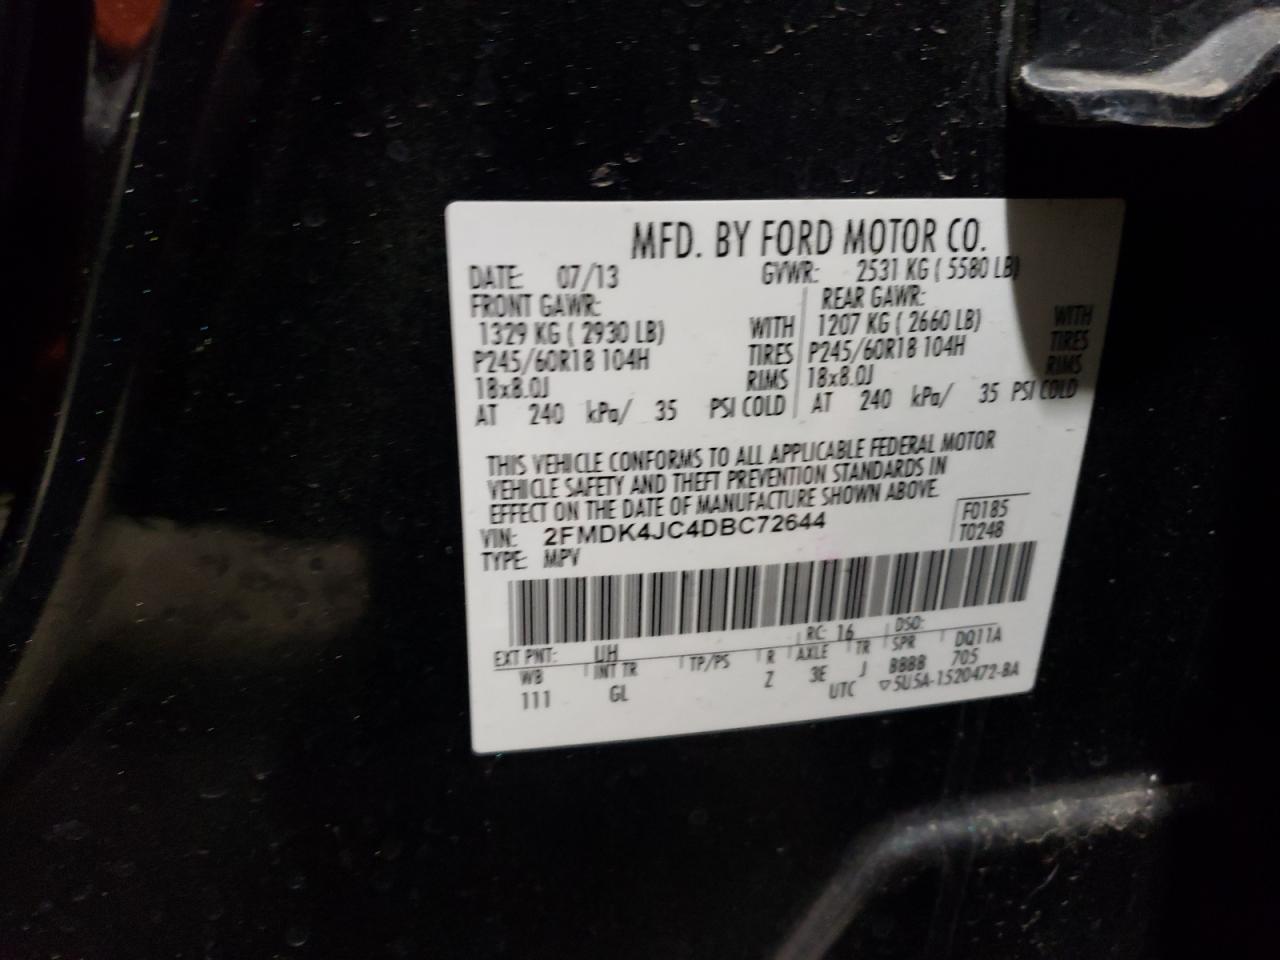 MFD. BY FORD MOTOR CO.
DATE: 07/13 GVWR: 2531 KG ( 5580 LB)
FRONT GAWR: REAR GAWR:
1329 KG ( 2930 LB) WITH 1207 KG ( 2660 LB) WITH
P245/60R18 104H TIRES P245/60R18 104H TIRES
18x8.0J RIMS 18x8.0J RIMS
AT 240 kPa/ 35 PSI COLD AT 240 kPa/ 35 PSI COLD
THIS VEHICLE CONFORMS TO ALL APPLICABLE FEDERAL MOTOR
VEHICLE SAFETY AND THEFT PREVENTION STANDARDS IN
EFFECT ON THE DATE OF MANUFACTURE SHOWN ABOVE.
VIN: 2FMDK4JC4DBC72644 F0185
TYPE: MPV T0248
EXT PNT: UH RC: 16 DSO:
WB INT TR TP/PS R AXLE TR SPR DQ11A
111 GL Z 3E J BBBB 705
UTC ▽5U5A-1520472-BA